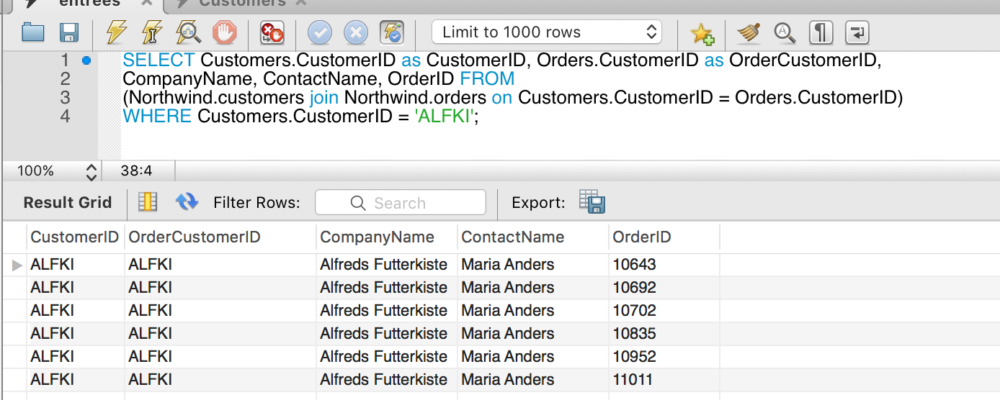 entrees × Customers ×
Limit to 1000 rows
1 SELECT Customers.CustomerID as CustomerID, Orders.CustomerID as OrderCustomerID,
2 CompanyName, ContactName, OrderID FROM
3 (Northwind.customers join Northwind.orders on Customers.CustomerID = Orders.CustomerID)
4 WHERE Customers.CustomerID = 'ALFKI';
100% 38:4
Result Grid Filter Rows: Search Export:
CustomerID OrderCustomerID CompanyName ContactName OrderID
ALFKI ALFKI Alfreds Futterkiste Maria Anders 10643
ALFKI ALFKI Alfreds Futterkiste Maria Anders 10692
ALFKI ALFKI Alfreds Futterkiste Maria Anders 10702
ALFKI ALFKI Alfreds Futterkiste Maria Anders 10835
ALFKI ALFKI Alfreds Futterkiste Maria Anders 10952
ALFKI ALFKI Alfreds Futterkiste Maria Anders 11011